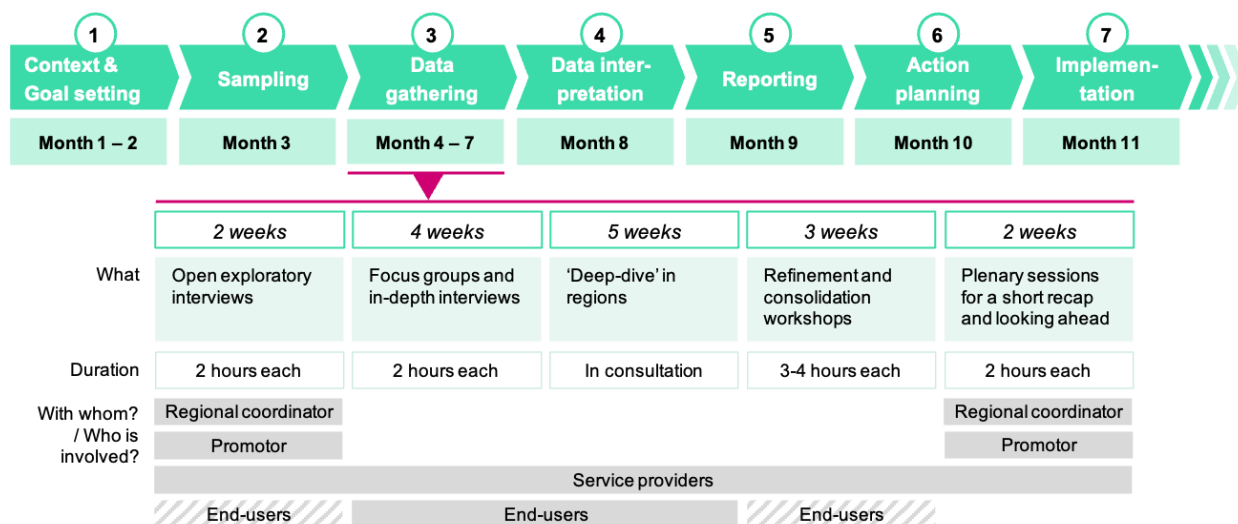 1
2
3
4
5
6
7
Context &
Goal setting
Sampling
Data
gathering
Data inter-
pretation
Reporting
Action
planning
Implemen-
tation
Month 1 – 2
Month 3
Month 4 – 7
Month 8
Month 9
Month 10
Month 11
2 weeks
4 weeks
5 weeks
3 weeks
2 weeks
What
Open exploratory
interviews
Focus groups and
in-depth interviews
‘Deep-dive’ in
regions
Refinement and
consolidation
workshops
Plenary sessions
for a short recap
and looking ahead
Duration
2 hours each
2 hours each
In consultation
3-4 hours each
2 hours each
With whom?
/ Who is
involved?
Regional coordinator
Regional coordinator
Promotor
Promotor
Service providers
End-users
End-users
End-users